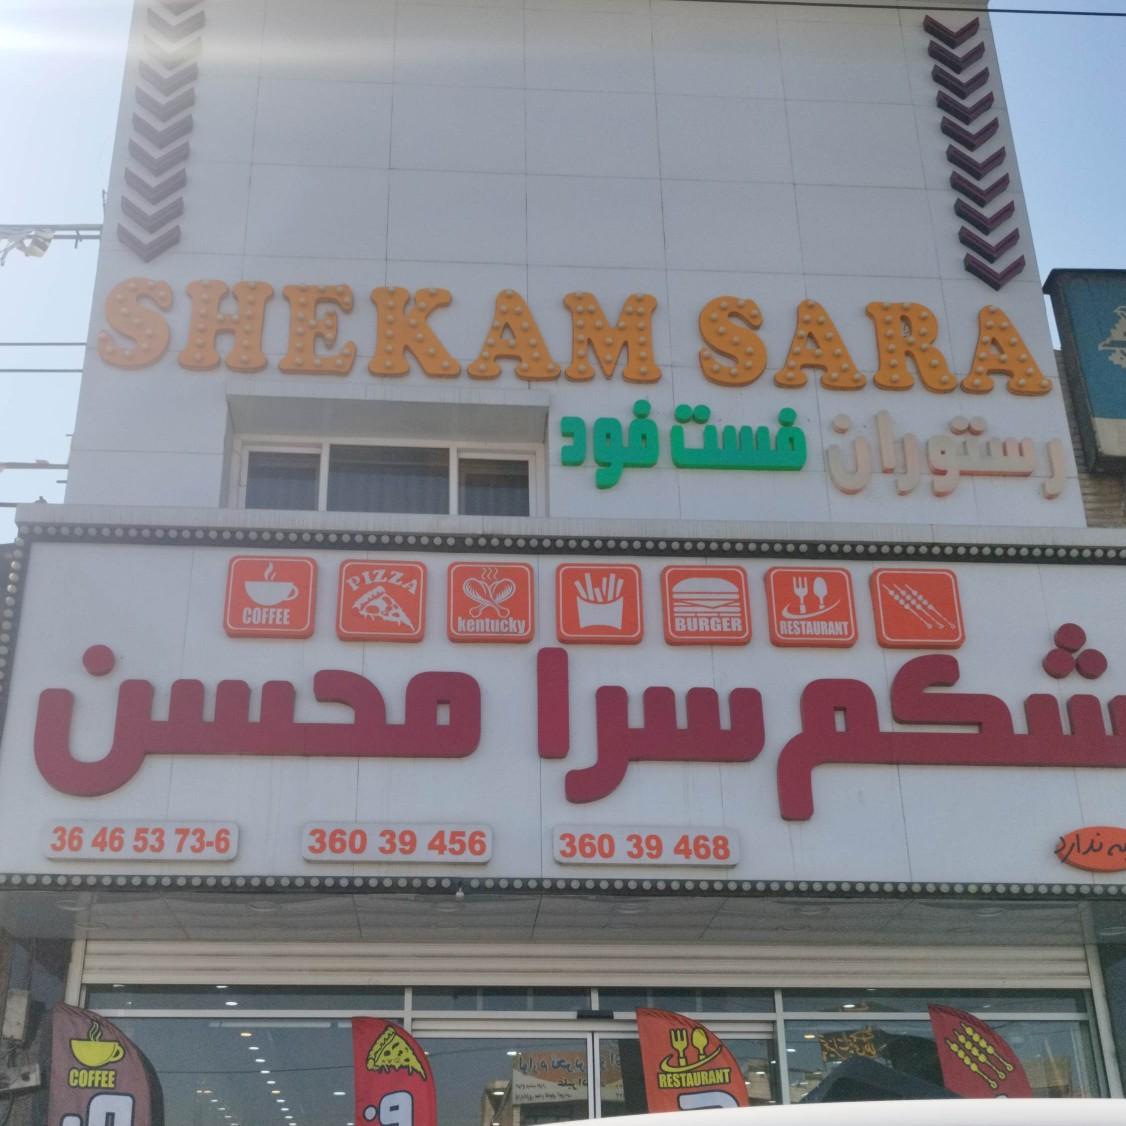 SHEKAM SARA
رستوران فست فود
COFFEE
PIZZA
kentucky
BURGER
RESTAURANT
شکم سرا محسن
36 46 53 73-6
360 39 456
360 39 468
ندارد
COFFEE
RESTAURANT